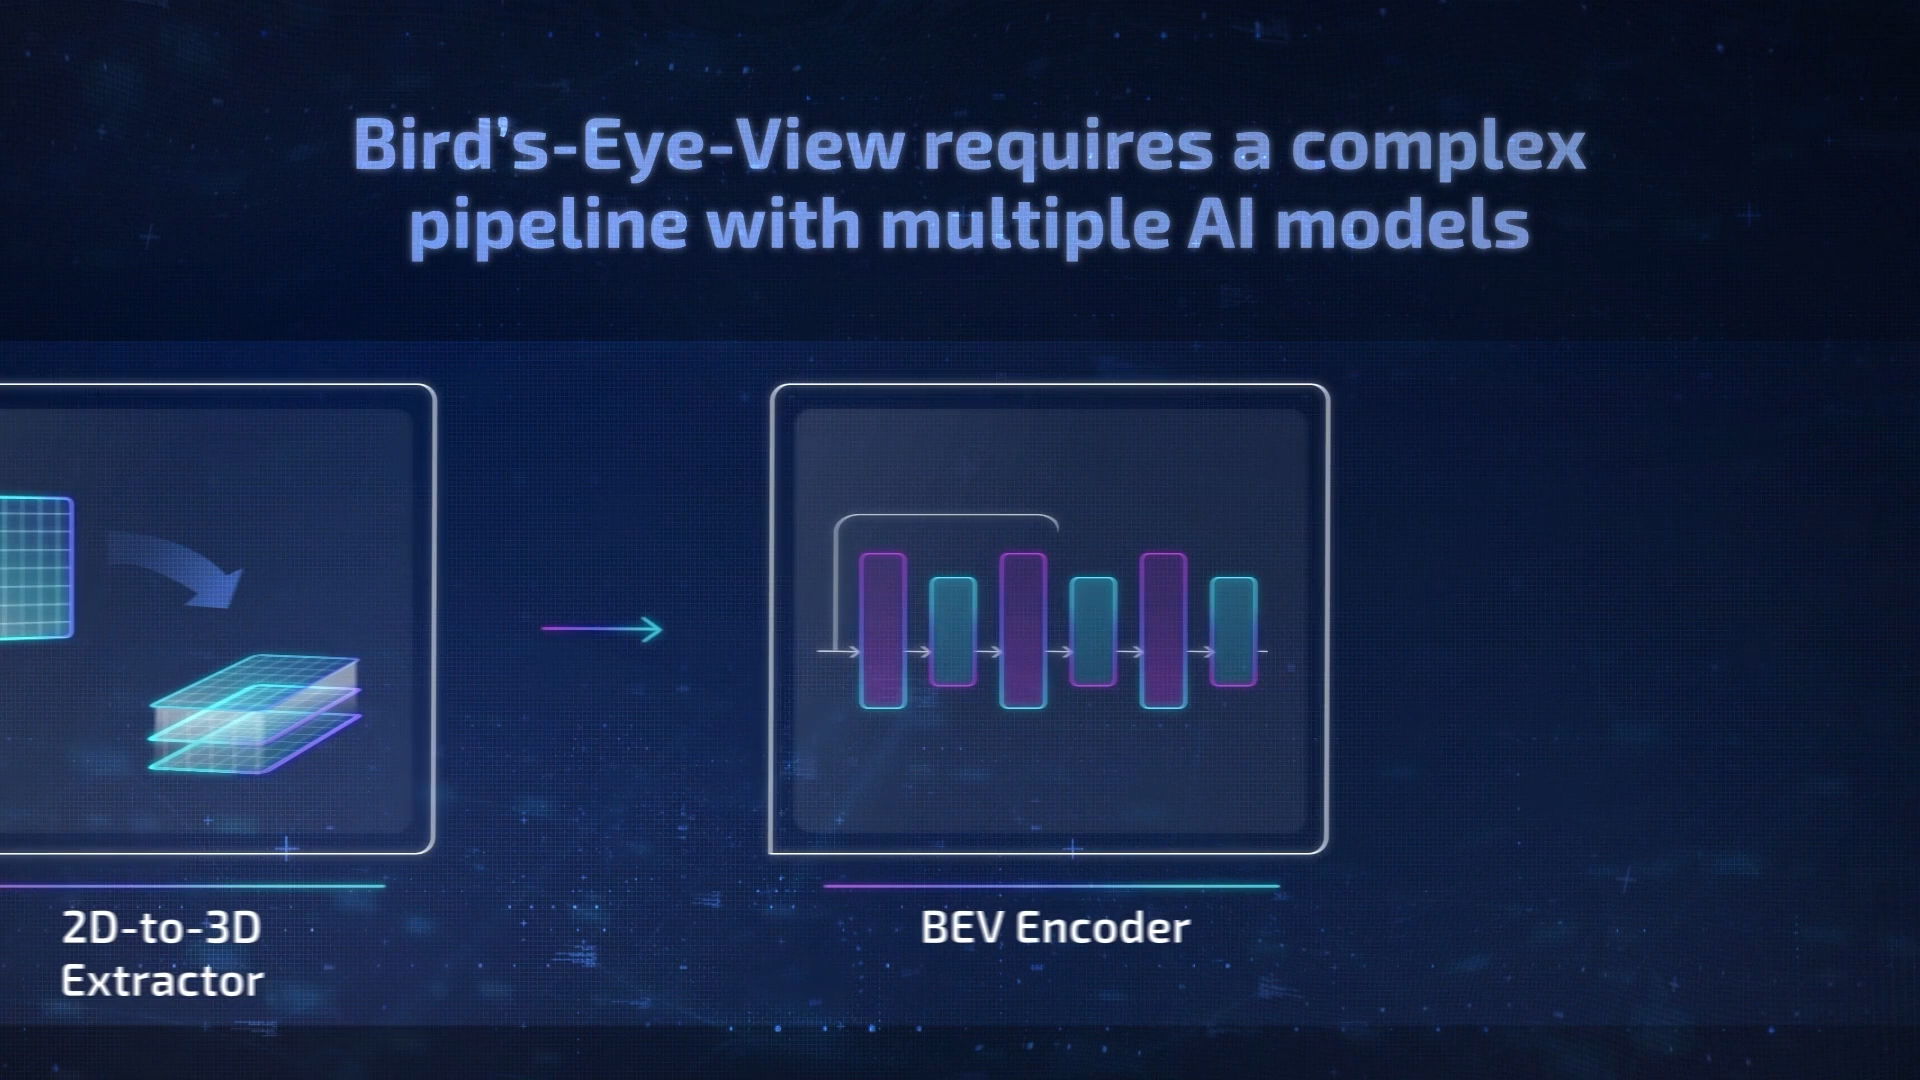 Bird’s-Eye-View requires a complex
pipeline with multiple AI models
2D-to-3D
Extractor
BEV Encoder